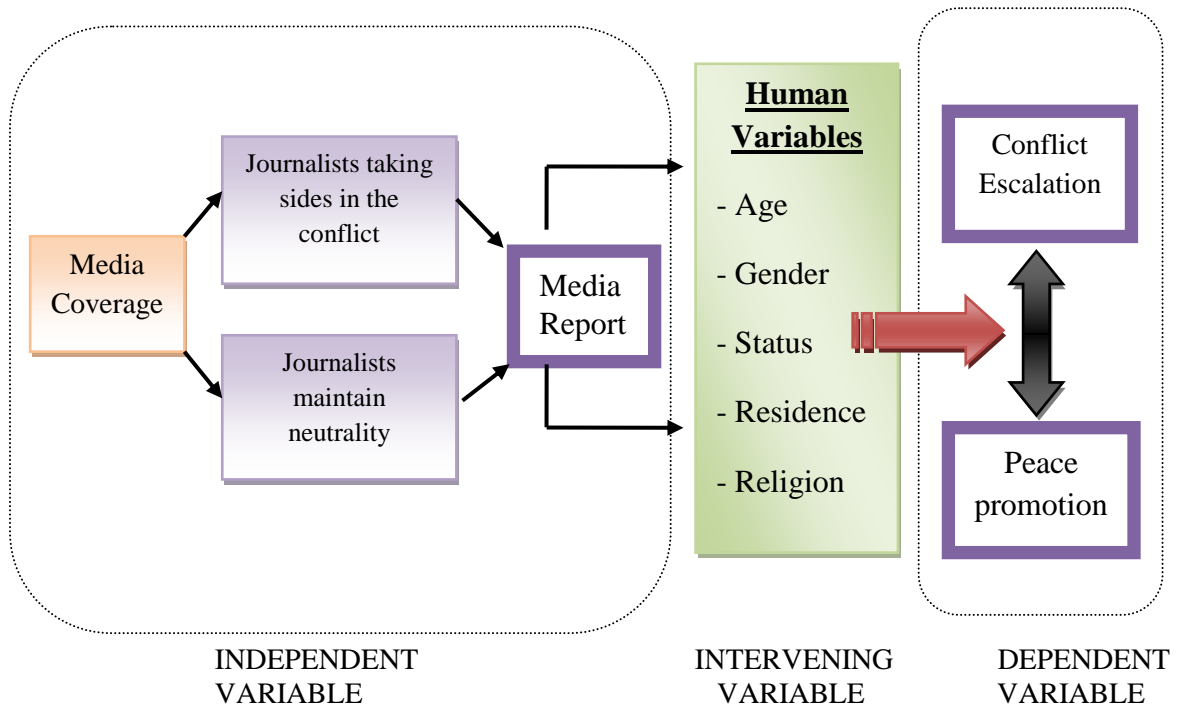 Media
Coverage
Journalists taking
sides in the
conflict
Journalists
maintain
neutrality
Media
Report
Human
Variables
- Age
- Gender
- Status
- Residence
- Religion
Conflict
Escalation
Peace
promotion
INDEPENDENT
VARIABLE
INTERVENING
VARIABLE
DEPENDENT
VARIABLE